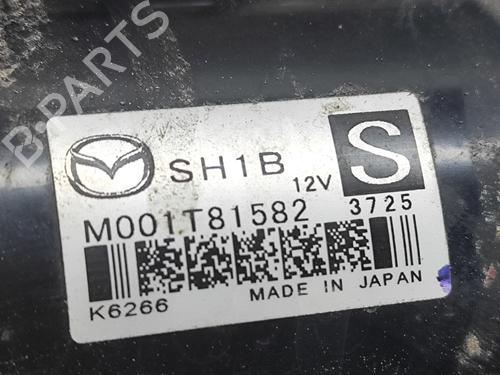 B-PARTS
SH1B 12V S
M001T81582 3725
K6266 MADE IN JAPAN